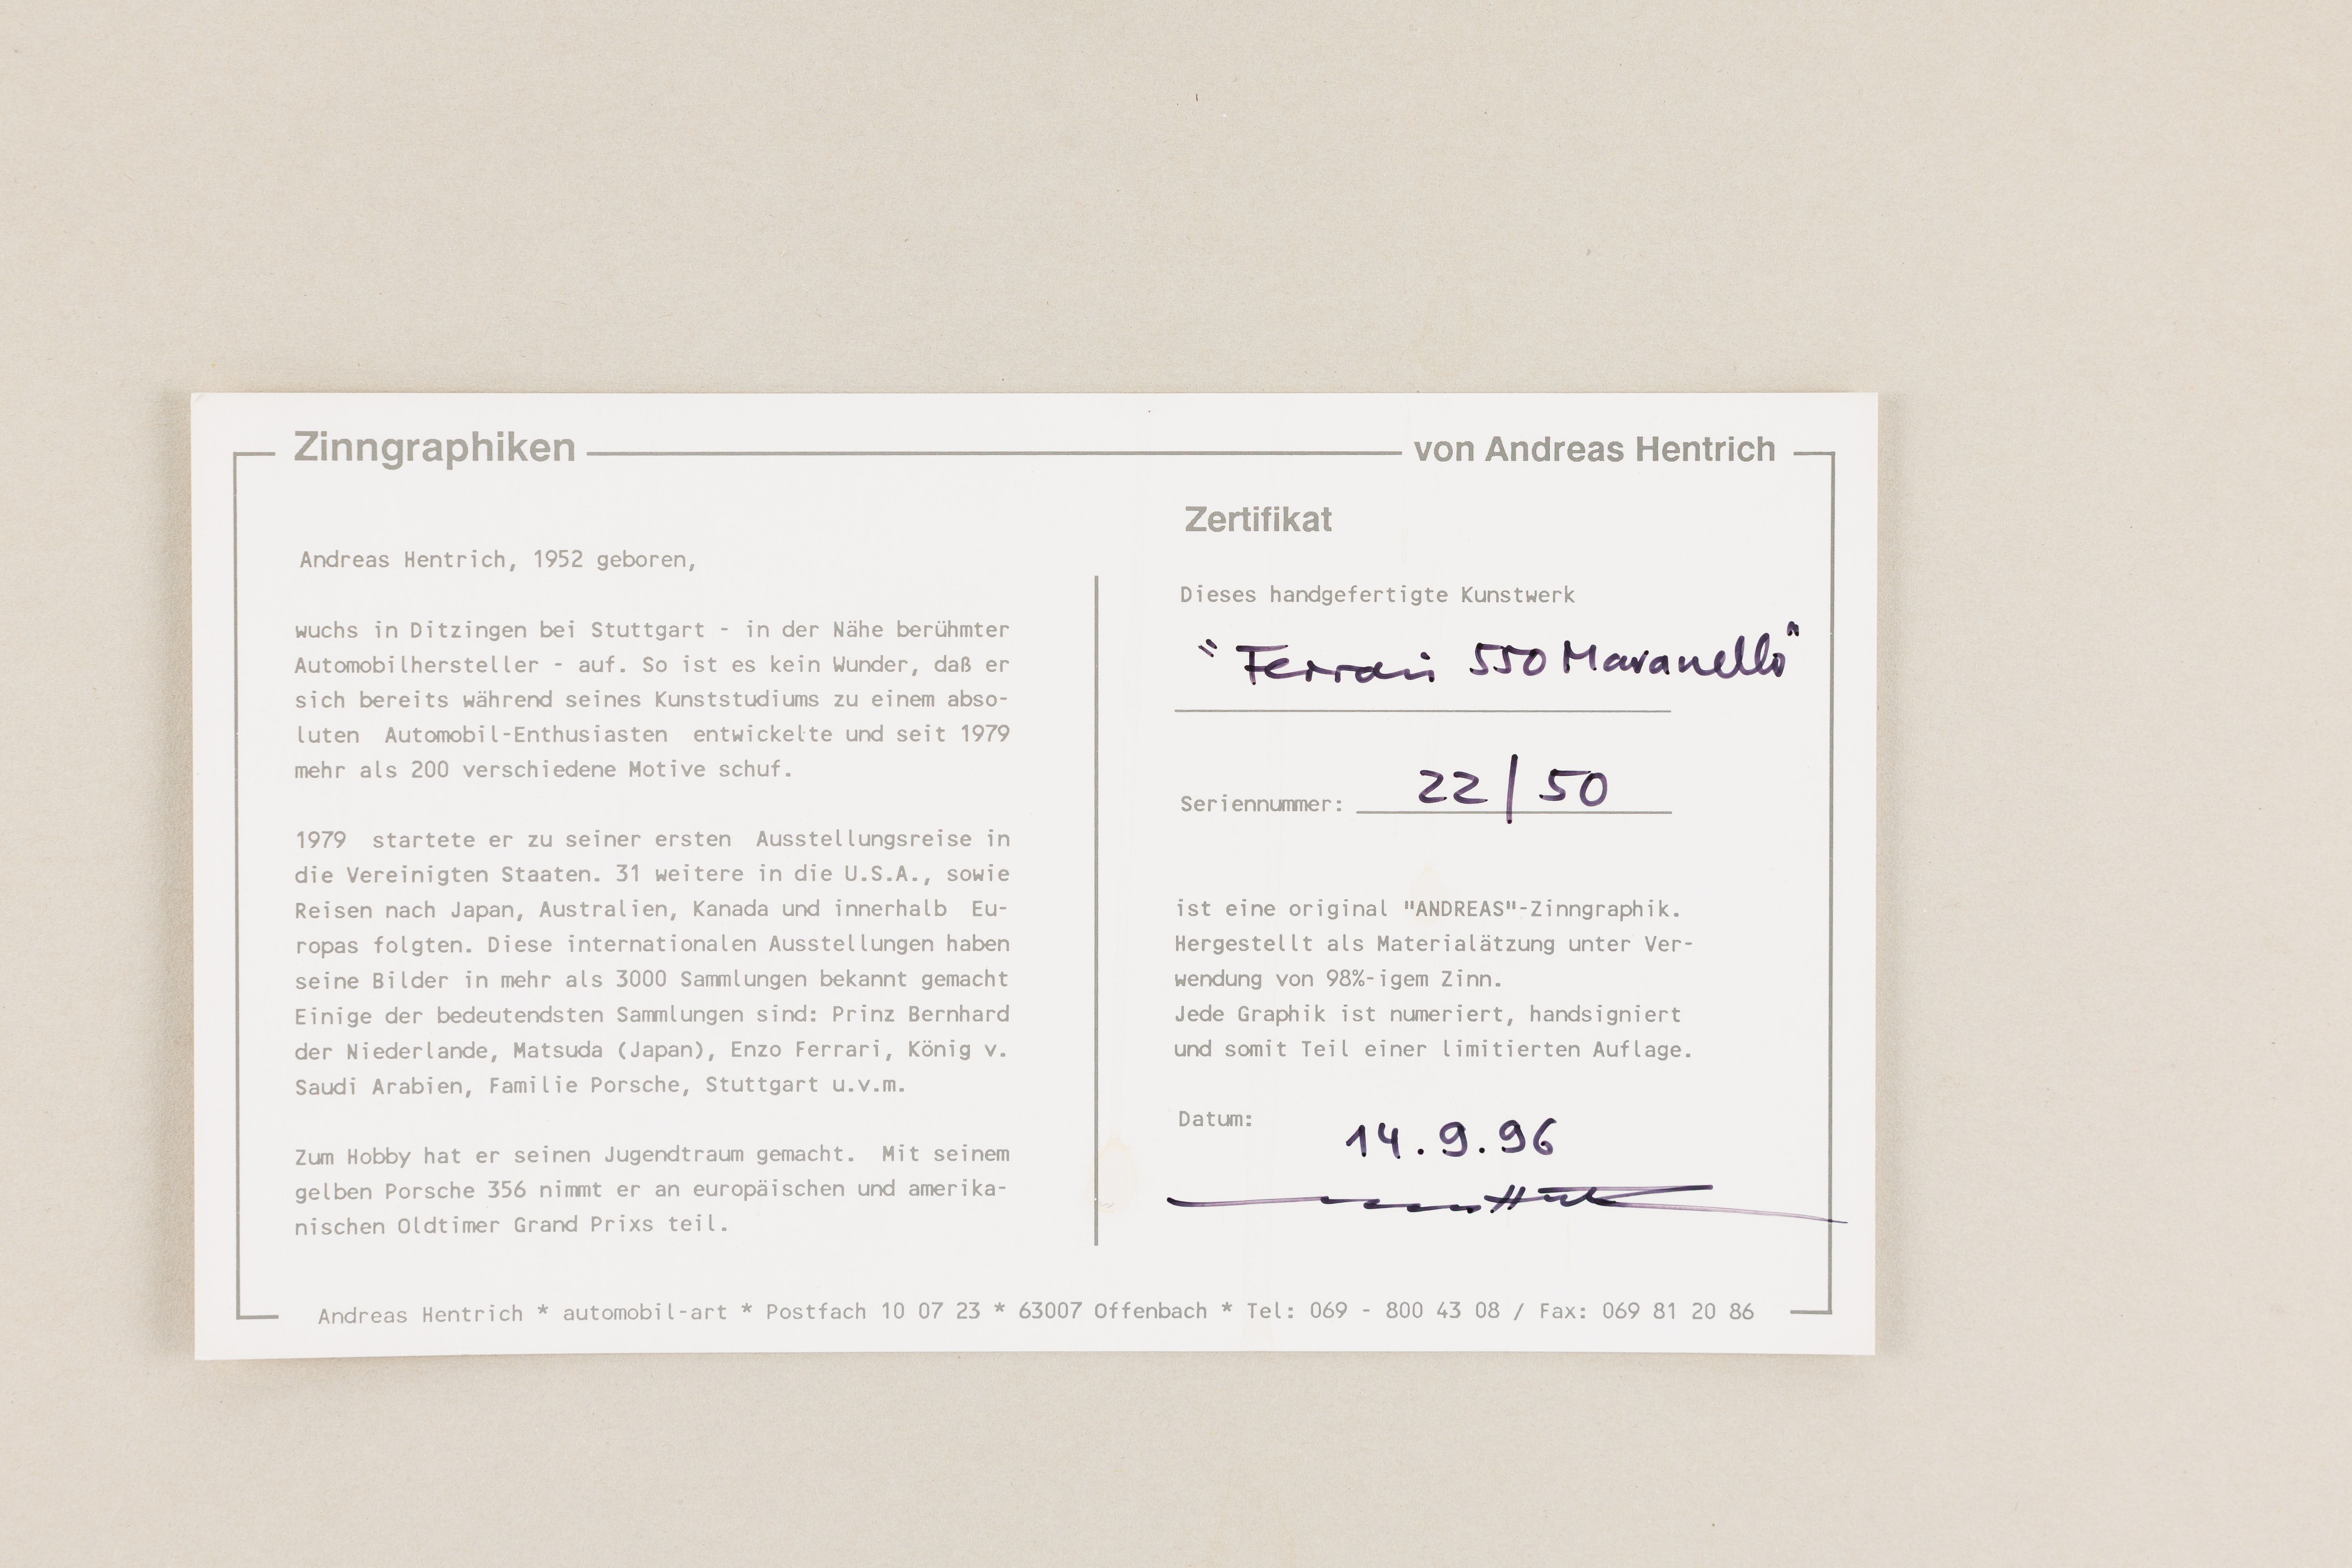 Zinngraphiken
von Andreas Hentrich
Andreas Hentrich, 1952 geboren,
wuchs in Ditzingen bei Stuttgart - in der Nähe berühmter
Automobilhersteller - auf. So ist es kein Wunder, daß er
sich bereits während seines Kunststudiums zu einem abso-
luten Automobil-Enthusiasten entwickelte und seit 1979
mehr als 200 verschiedene Motive schuf.
1979 startete er zu seiner ersten Ausstellungsreise in
die Vereinigten Staaten. 31 weitere in die U.S.A., sowie
Reisen nach Japan, Australien, Kanada und innerhalb Eu-
ropas folgten. Diese internationalen Ausstellungen haben
seine Bilder in mehr als 3000 Sammlungen bekannt gemacht
Einige der bedeutendsten Sammlungen sind: Prinz Bernhard
der Niederlande, Matsuda (Japan), Enzo Ferrari, König v.
Saudi Arabien, Familie Porsche, Stuttgart u.v.m.
Zum Hobby hat er seinen Jugendtraum gemacht. Mit seinem
gelben Porsche 356 nimmt er an europäischen und amerika-
nischen Oldtimer Grand Prixs teil.
Zertifikat
Dieses handgefertigte Kunstwerk
"Ferrari 550 Maranello"
Seriennummer: 22/50
ist eine original "ANDREAS"-Zinngraphik.
Hergestellt als Materialätzung unter Ver-
wendung von 98%-igem Zinn.
Jede Graphik ist numeriert, handsigniert
und somit Teil einer limitierten Auflage.
Datum: 14.9.96
Andreas Hentrich * automobil-art * Postfach 10 07 23 * 63007 Offenbach * Tel: 069 - 800 43 08 / Fax: 069 81 20 86